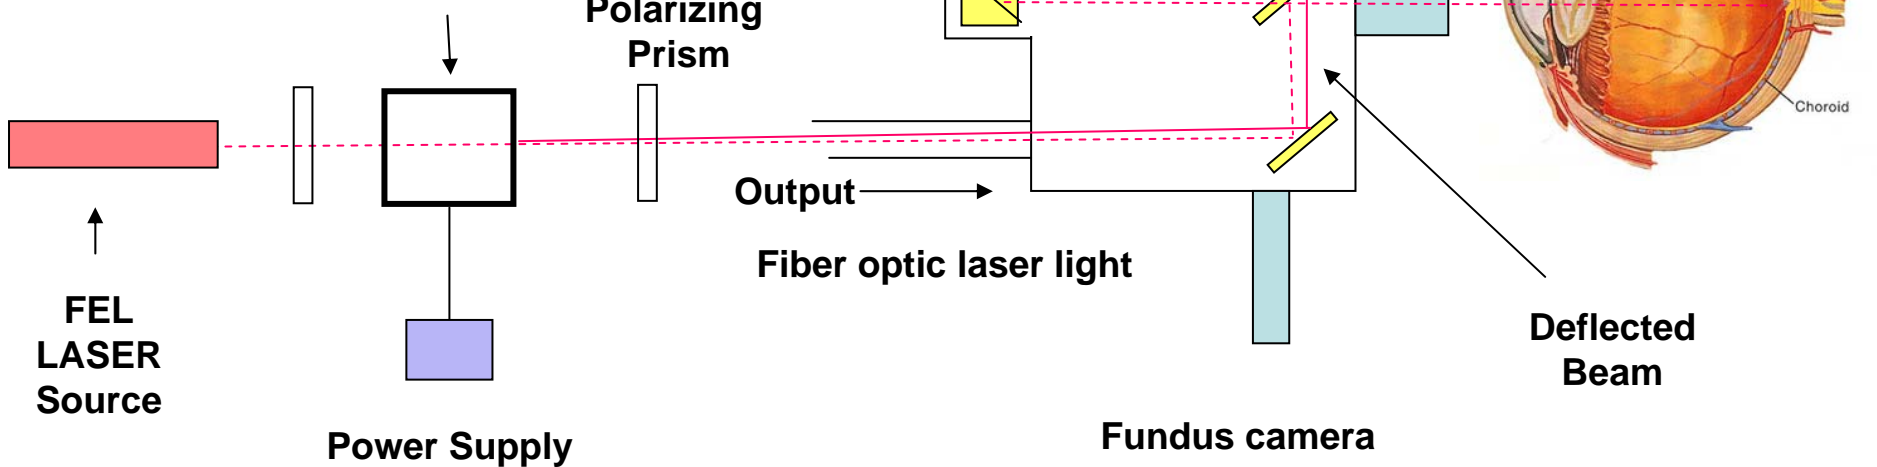 Polarizing
Prism
Choroid
Output
Fiber optic laser light
FEL
LASER
Source
Deflected
Beam
Power Supply
Fundus camera